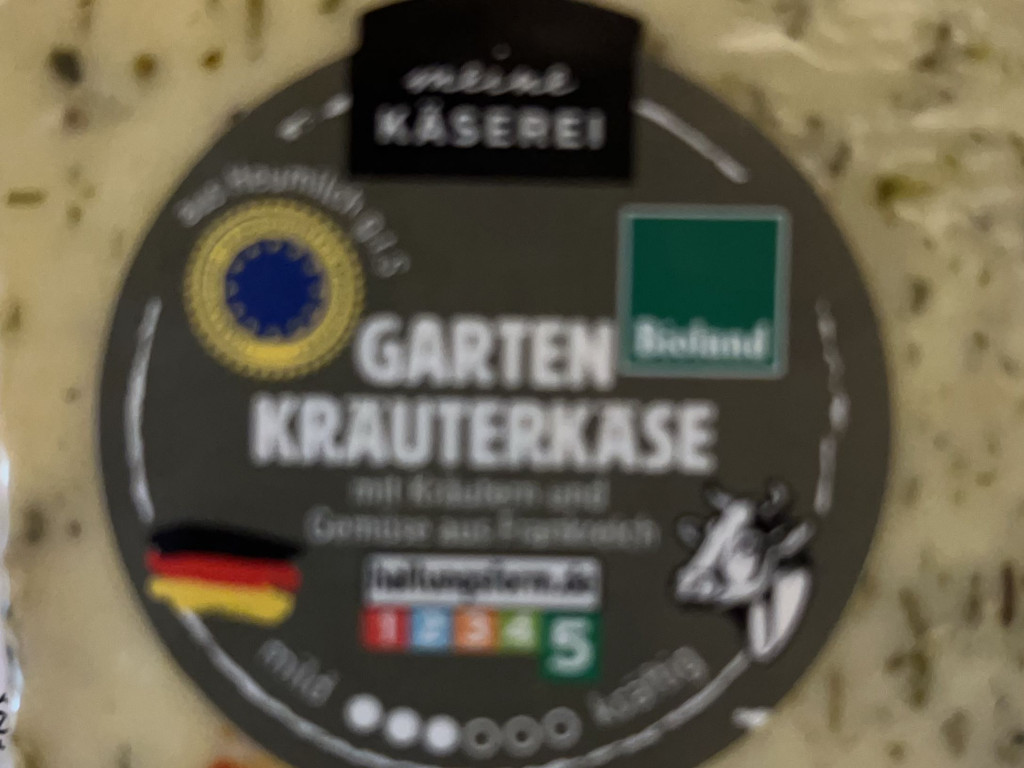 meine
KÄSEREI
aus Heumilch g.t.S
Bioland
GARTEN
KRÄUTERKÄSE
mit Kräutern und
Gemüse aus Frankreich
haltungsform.de
1 2 3 4 5
mild
kräftig